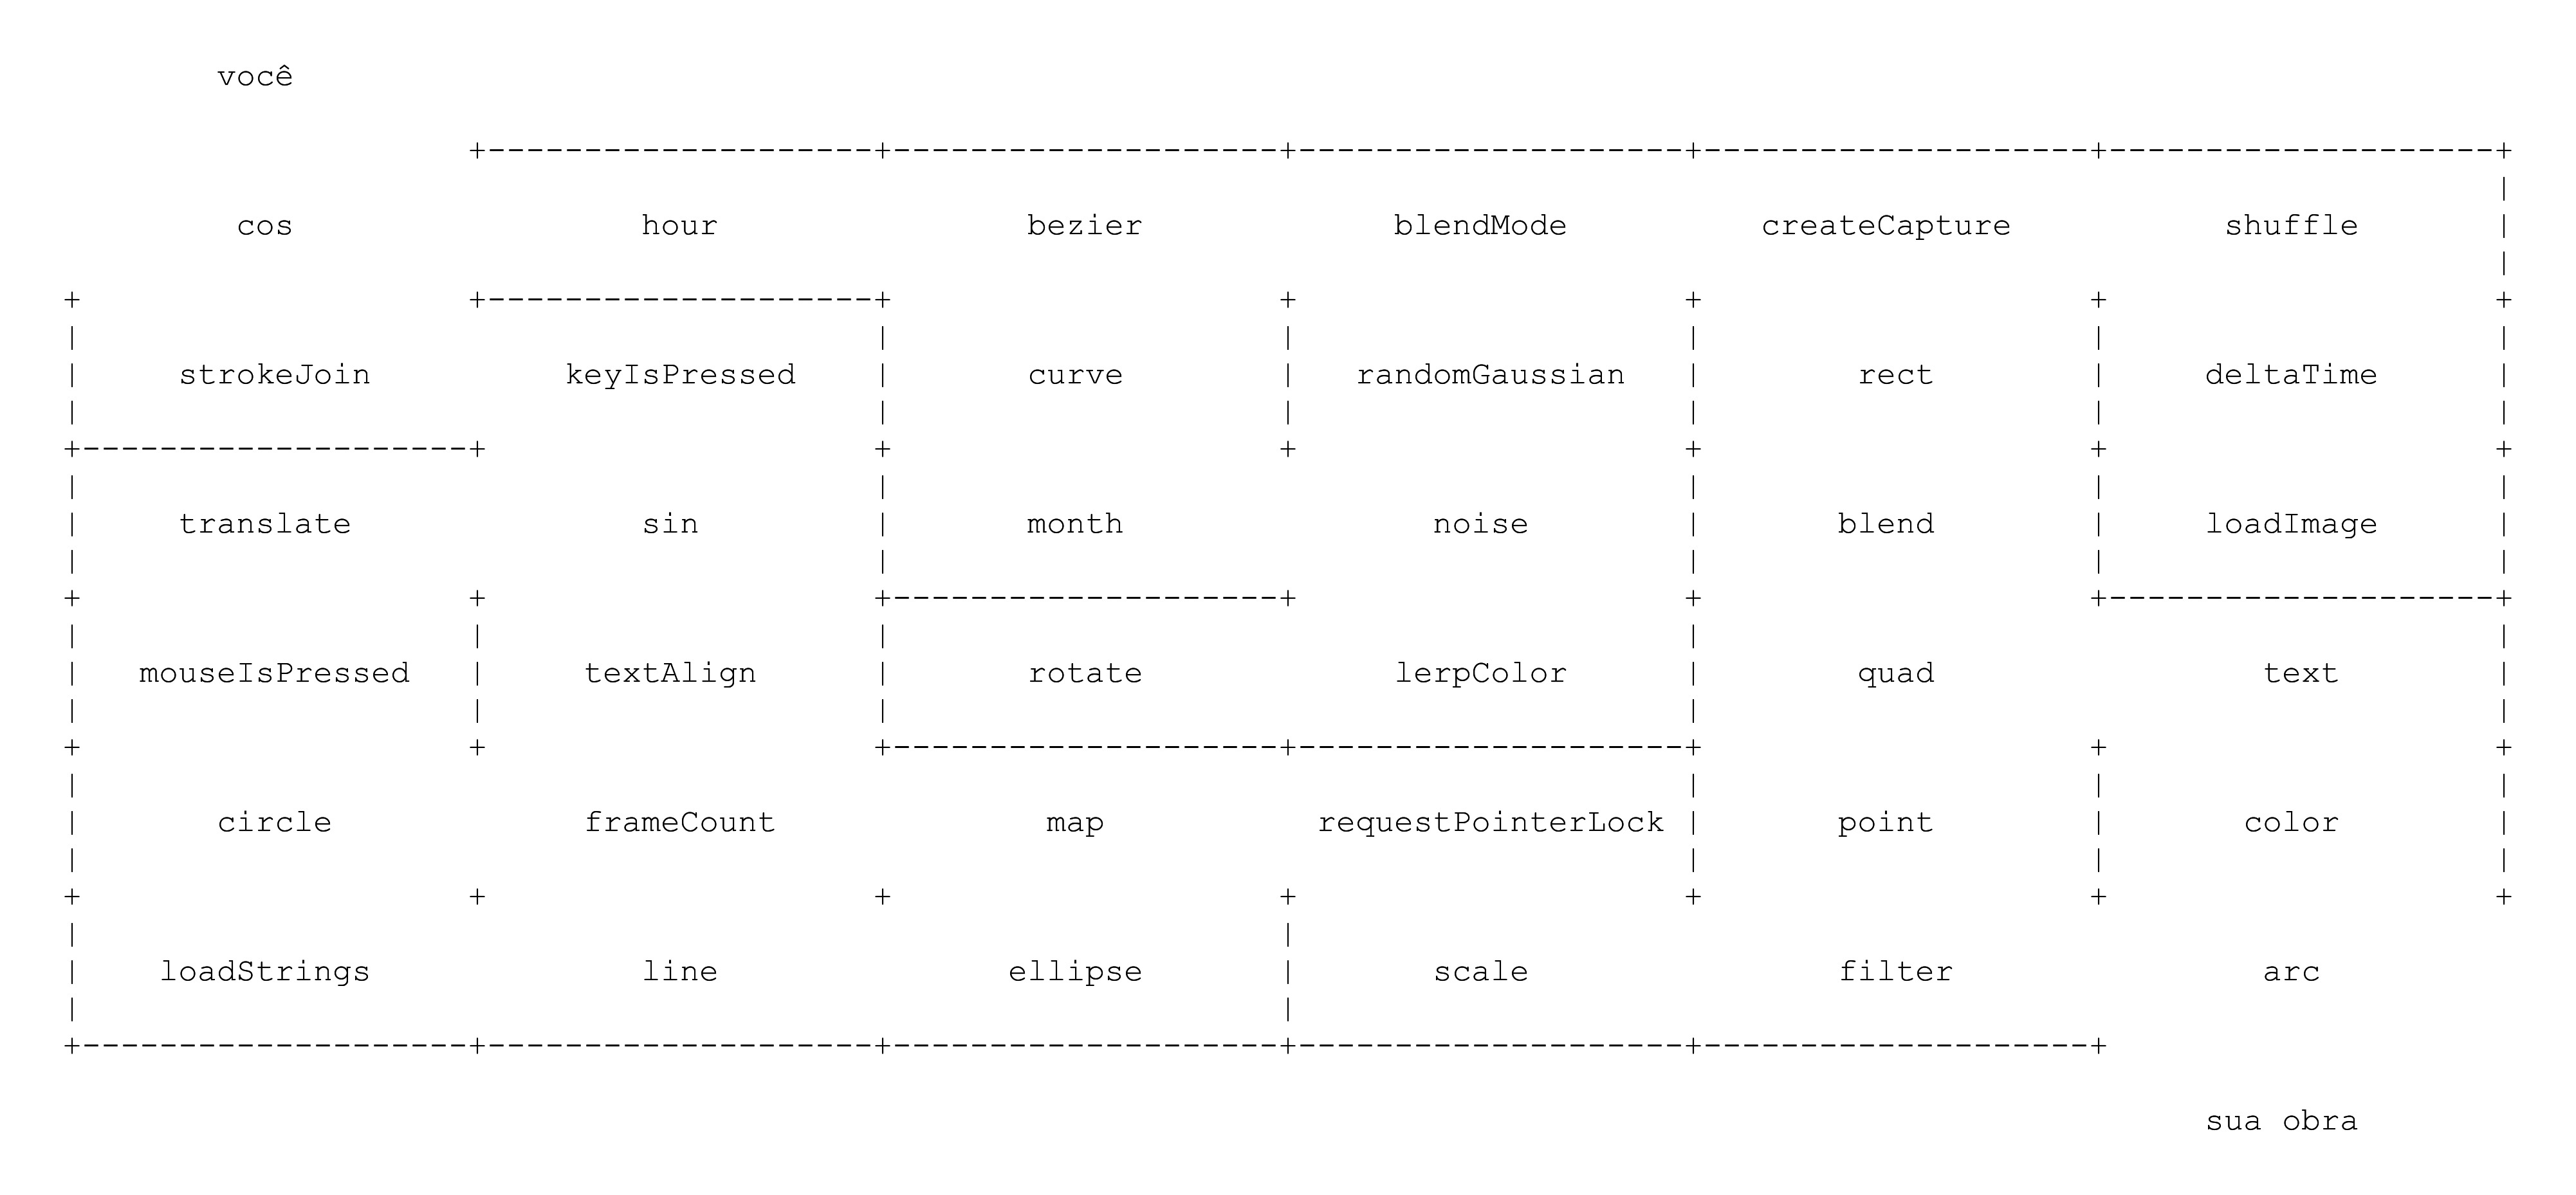 você
cos hour bezier blendMode createCapture shuffle
strokeJoin keyIsPressed curve randomGaussian rect deltaTime
translate sin month noise blend loadImage
mouseIsPressed textAlign rotate lerpColor quad text
circle frameCount map requestPointerLock point color
loadStrings line ellipse scale filter arc
sua obra